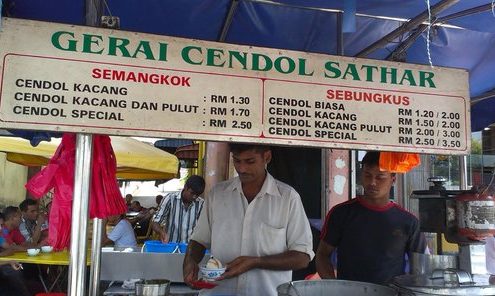 GERAI CENDOL SATHAR
SEMANGKOK
CENDOL KACANG : RM 1.30
CENDOL KACANG DAN PULUT : RM 1.70
CENDOL SPECIAL : RM 2.50
SEBUNGKUS
CENDOL BIASA RM 1.20 / 2.00
CENDOL KACANG RM 1.50 / 2.00
CENDOL KACANG PULUT RM 2.00 / 3.00
CENDOL SPECIAL RM 2.50 / 3.50